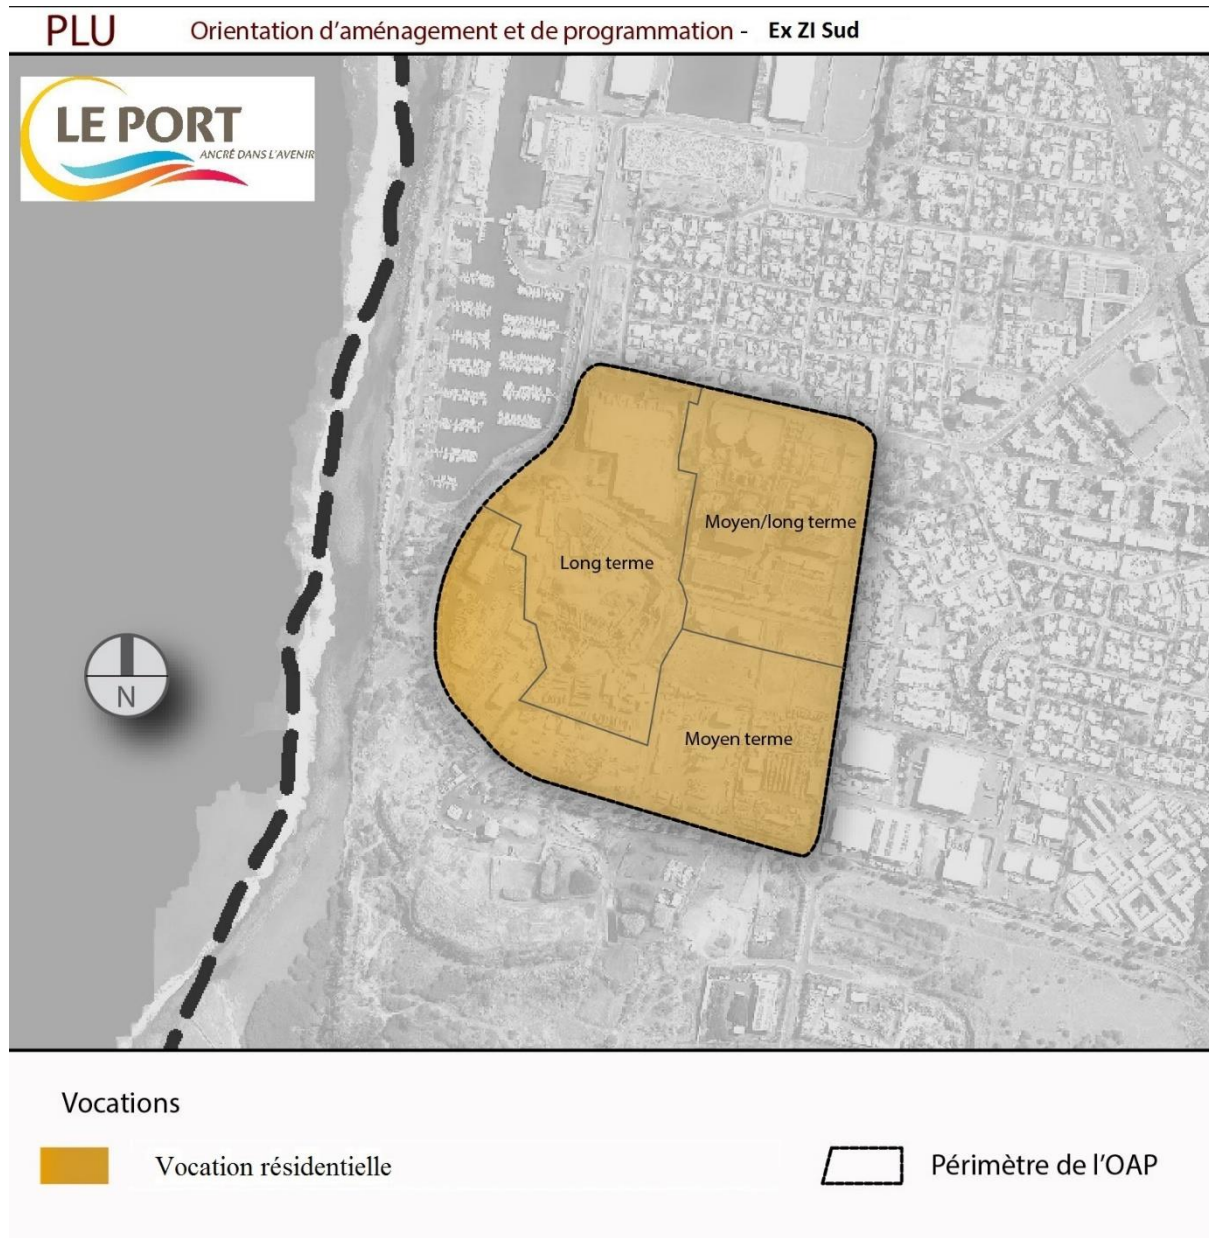 PLU Orientation d'aménagement et de programmation - Ex ZI Sud
LE PORT
ANCRÉ DANS L'AVENIR
Moyen/long terme
Long terme
N
Moyen terme
Vocations
Vocation résidentielle
Périmètre de l'OAP